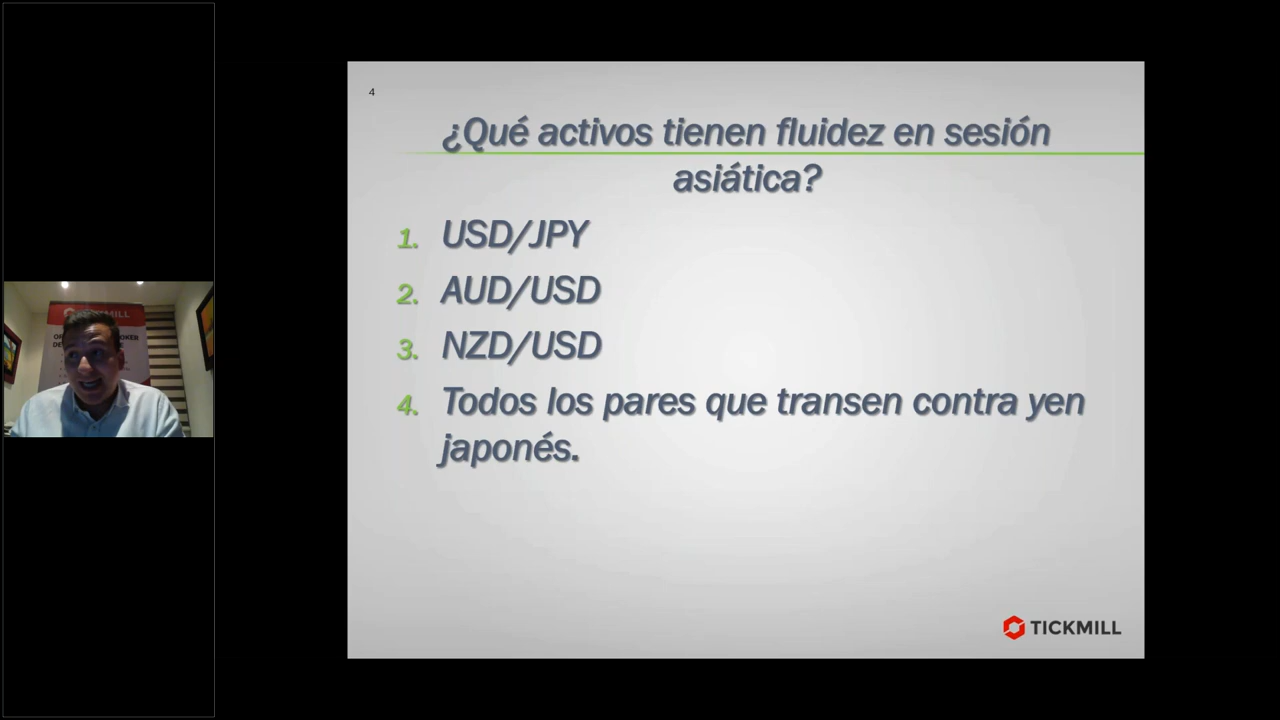 4
¿Qué activos tienen fluidez en sesión
asiática?
1. USD/JPY
2. AUD/USD
3. NZD/USD
4. Todos los pares que transen contra yen
japonés.
TICKMILL